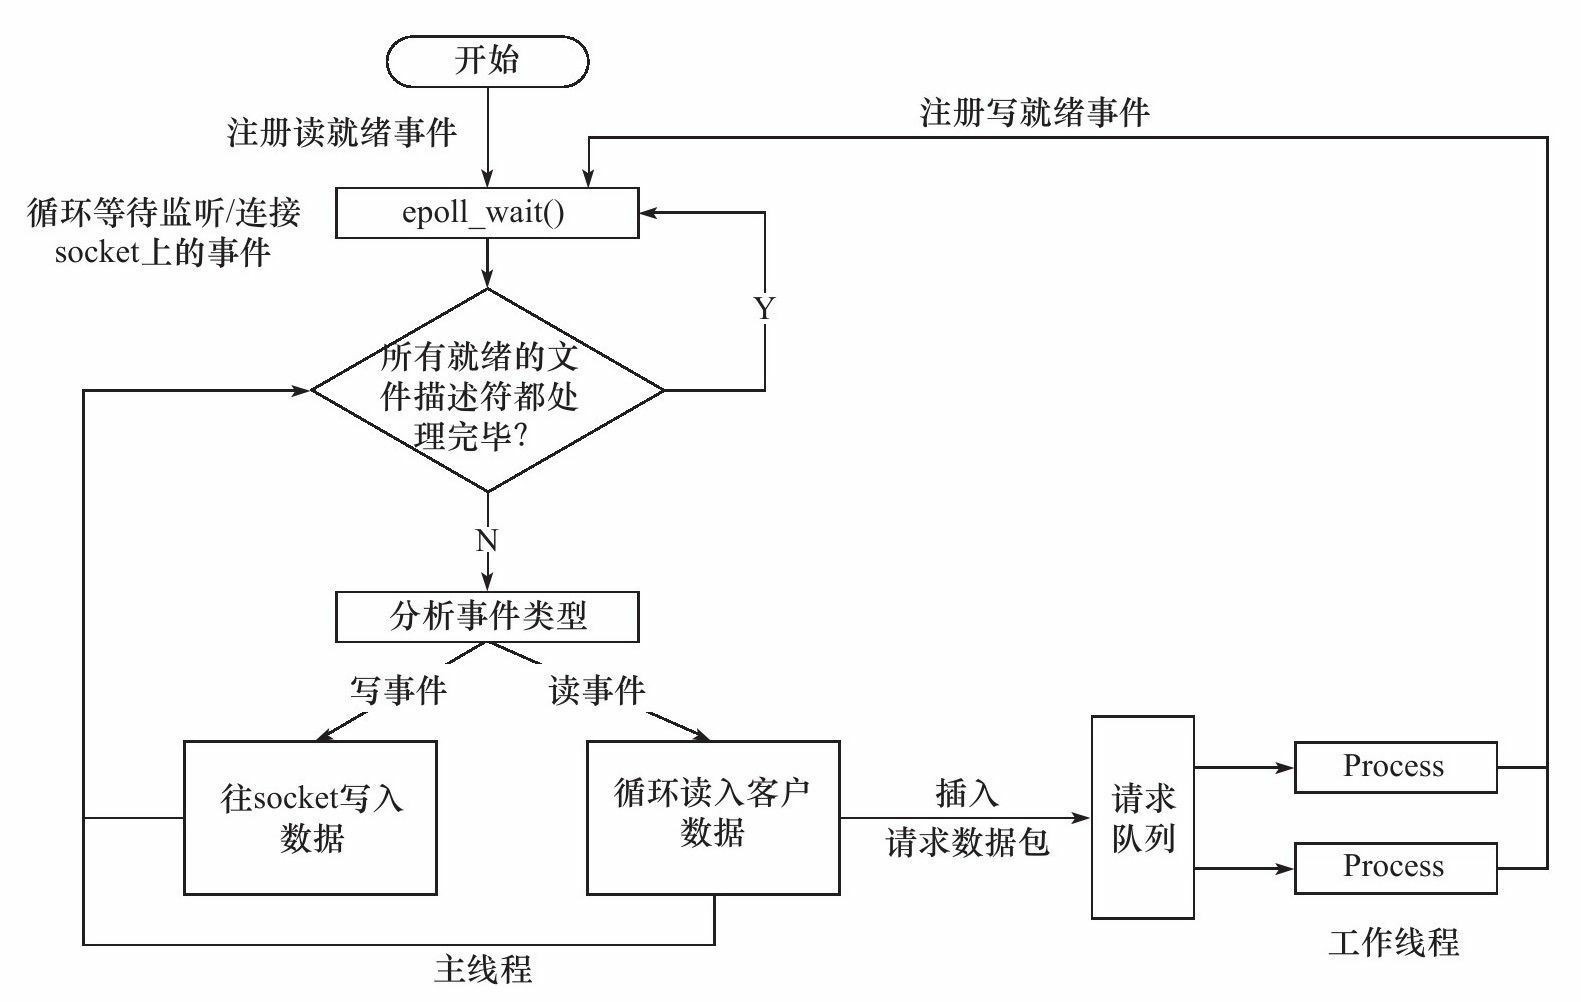 开始
注册读就绪事件
注册写就绪事件
循环等待监听/连接
socket上的事件
epoll_wait()
Y
所有就绪的文
件描述符都处
理完毕?
N
分析事件类型
写事件
读事件
往socket写入
数据
循环读入客户
数据
插入
请求数据包
请求
队列
Process
Process
工作线程
主线程